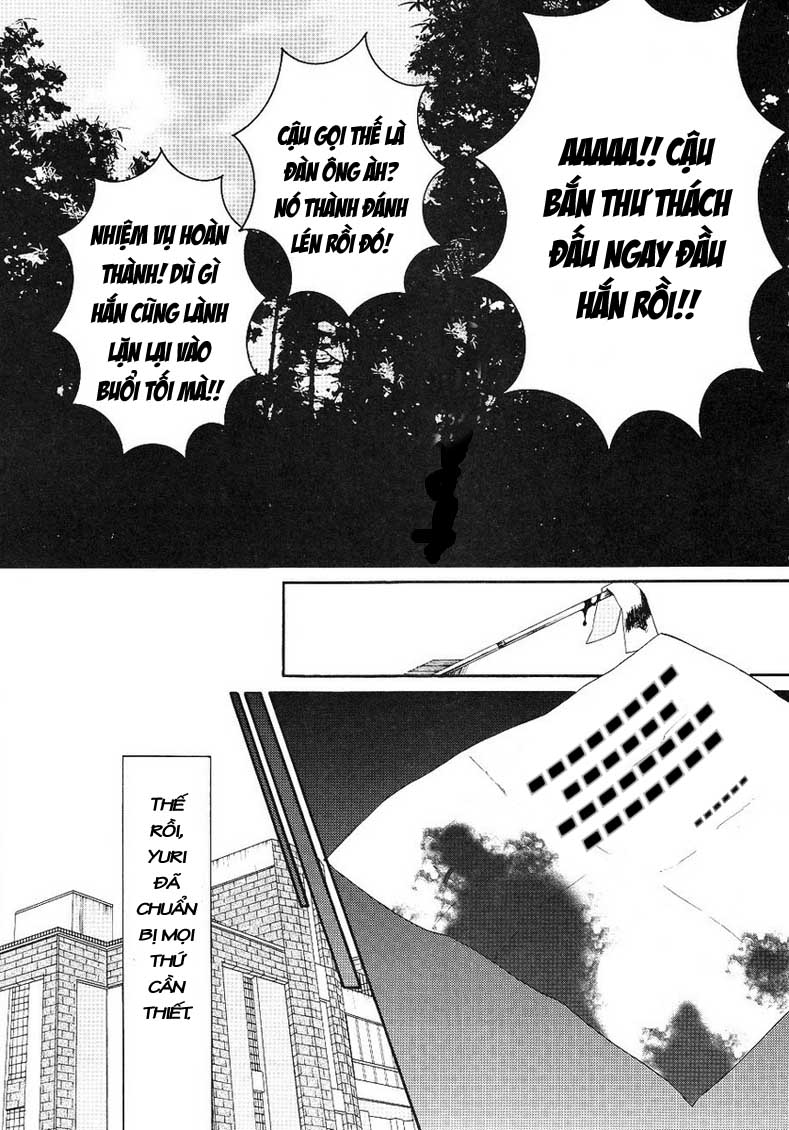 AAAAA!! CẬU
BẮN THƯ THÁCH
ĐẤU NGAY ĐẦU
HẮN RỒI!!
CẬU GỌI THẾ LÀ
ĐÀN ÔNG ÀH?
NÓ THÀNH ĐÁNH
LÉN RỒI ĐÓ!
NHIỆM VỤ HOÀN
THÀNH! DÙ GÌ
HẮN CŨNG LÀNH
LẶN LẠI VÀO
BUỔI TỐI MÀ!!
THẾ
RỒI,
YURI
ĐÃ
CHUẨN
BỊ MỌI
THỨ
CẦN
THIẾT.